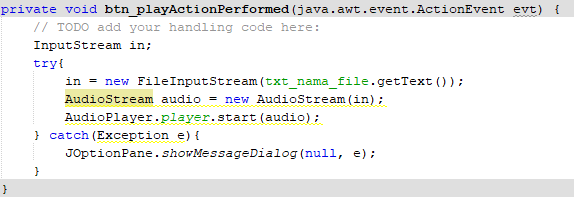 private void btn_playActionPerformed(java.awt.event.ActionEvent evt) {
// TODO add your handling code here:
InputStream in;
try{
in = new FileInputStream(txt_nama_file.getText());
AudioStream audio = new AudioStream(in);
AudioPlayer.player.start(audio);
} catch(Exception e){
JOptionPane.showMessageDialog(null, e);
}
}